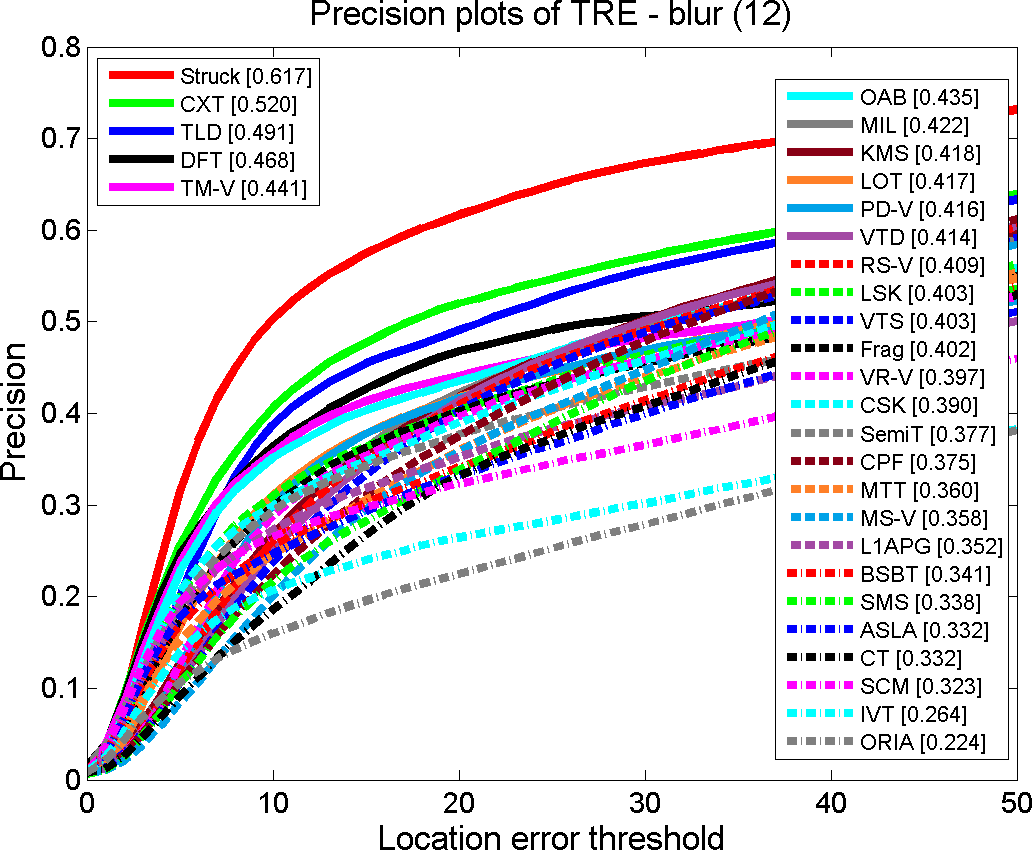 Precision plots of TRE - blur (12)
0.8
0.7
0.6
0.5
0.4
0.3
0.2
0.1
0
Precision
Struck [0.617]
CXT [0.520]
TLD [0.491]
DFT [0.468]
TM-V [0.441]
OAB [0.435]
MIL [0.422]
KMS [0.418]
LOT [0.417]
PD-V [0.416]
VTD [0.414]
RS-V [0.409]
LSK [0.403]
VTS [0.403]
Frag [0.402]
VR-V [0.397]
CSK [0.390]
SemiT [0.377]
CPF [0.375]
MTT [0.360]
MS-V [0.358]
L1APG [0.352]
BSBT [0.341]
SMS [0.338]
ASLA [0.332]
CT [0.332]
SCM [0.323]
IVT [0.264]
ORIA [0.224]
0 10 20 30 40 50
Location error threshold